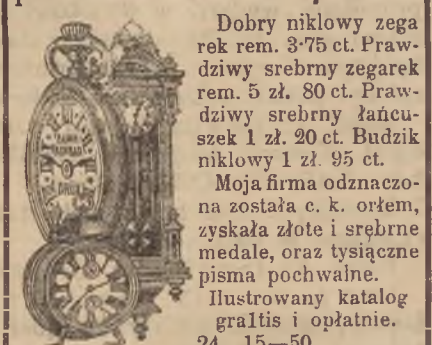 Dobry niklowy zega
rek rem. 3·75 ct. Praw-
dziwy srebrny zegarek
rem. 5 zł. 80 ct. Praw-
dziwy srebrny łańcu-
szek 1 zł. 20 ct. Budzik
niklowy 1 zł. 95 ct.
Moja firma odznaczo-
na została c. k. orłem,
zyskała złote i srębrne
medale, oraz tysiączne
pisma pochwalne.
Ilustrowany katalog
gra1tis i opłatnie.
24 15—50